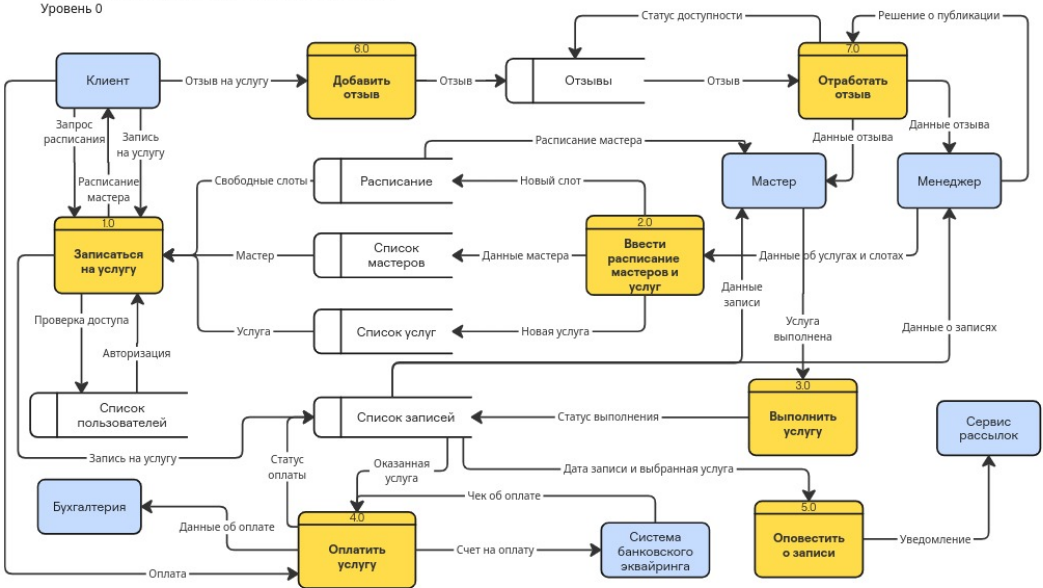 Уровень 0
Статус доступности
Решение о публикации
6.0
7.0
Клиент
Отзыв на услугу
Добавить
отзыв
Отзыв
Отзывы
Отзыв
Отработать
отзыв
Запрос
расписания
Запись
на услугу
Данные отзыва
Данные отзыва
Расписание мастера
Расписание
мастера
Свободные слоты
Расписание
Новый слот
Мастер
Менеджер
1.0
2.0
Записаться
на услугу
Мастер
Список
мастеров
Данные мастера
Ввести
расписание
мастеров и
услуг
Данные об услугах и слотах
Данные
записи
Проверка доступа
Услуга
Список услуг
Новая услуга
Услуга
выполнена
Данные о записях
Авторизация
3.0
Список
пользователей
Список записей
Статус выполнения
Выполнить
услугу
Сервис
рассылок
Запись на услугу
Статус
оплаты
Оказанная
услуга
Дата записи и выбранная услуга
Чек об оплате
Бухгалтерия
Данные об оплате
4.0
5.0
Оплатить
услугу
Счет на оплату
Система
банковского
эквайринга
Оповестить
о записи
Уведомление
Оплата